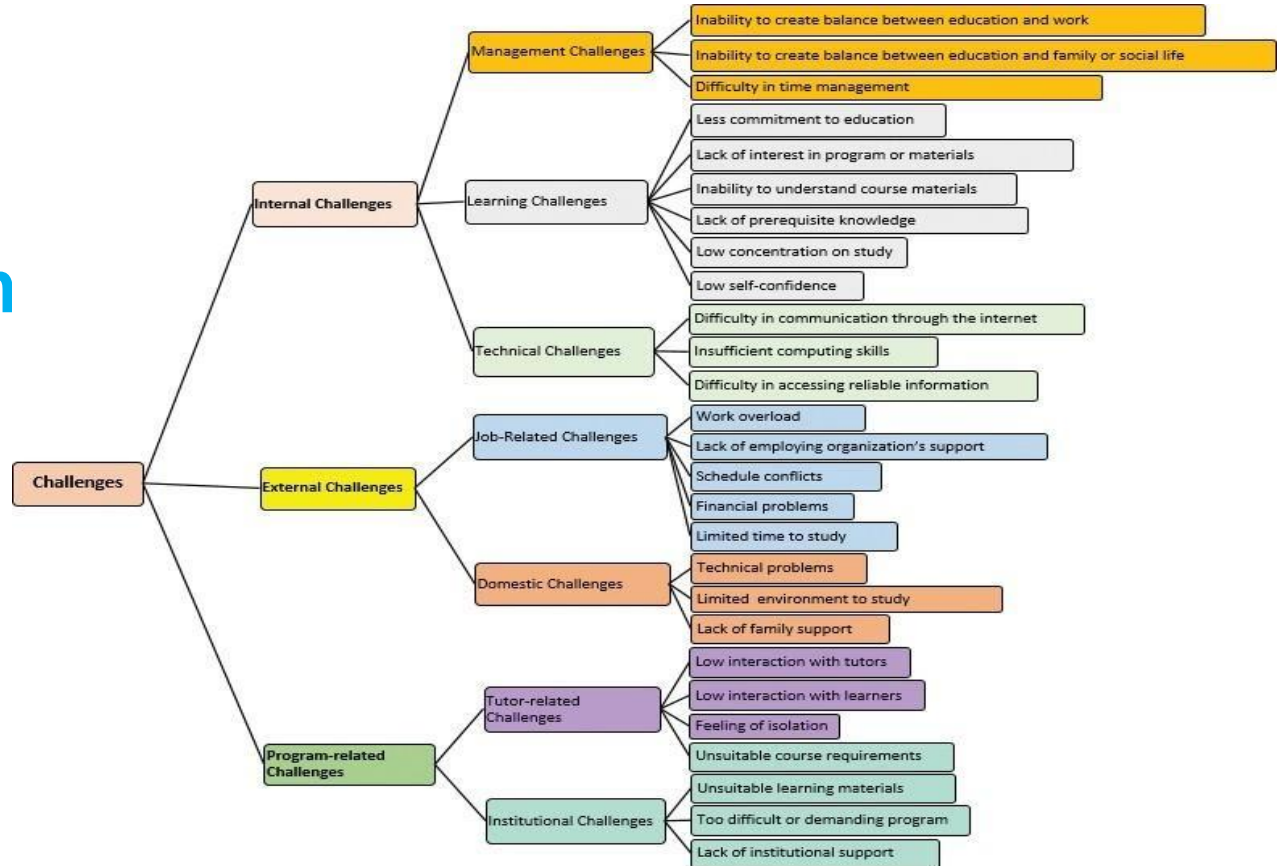 Challenges
Internal Challenges
Management Challenges
Inability to create balance between education and work
Inability to create balance between education and family or social life
Difficulty in time management
Learning Challenges
Less commitment to education
Lack of interest in program or materials
Inability to understand course materials
Lack of prerequisite knowledge
Low concentration on study
Low self-confidence
Technical Challenges
Difficulty in communication through the internet
Insufficient computing skills
Difficulty in accessing reliable information
External Challenges
Job-Related Challenges
Work overload
Lack of employing organization's support
Schedule conflicts
Financial problems
Limited time to study
Domestic Challenges
Technical problems
Limited environment to study
Lack of family support
Program-related
Challenges
Tutor-related
Challenges
Low interaction with tutors
Low interaction with learners
Feeling of isolation
Unsuitable course requirements
Institutional Challenges
Unsuitable learning materials
Too difficult or demanding program
Lack of institutional support